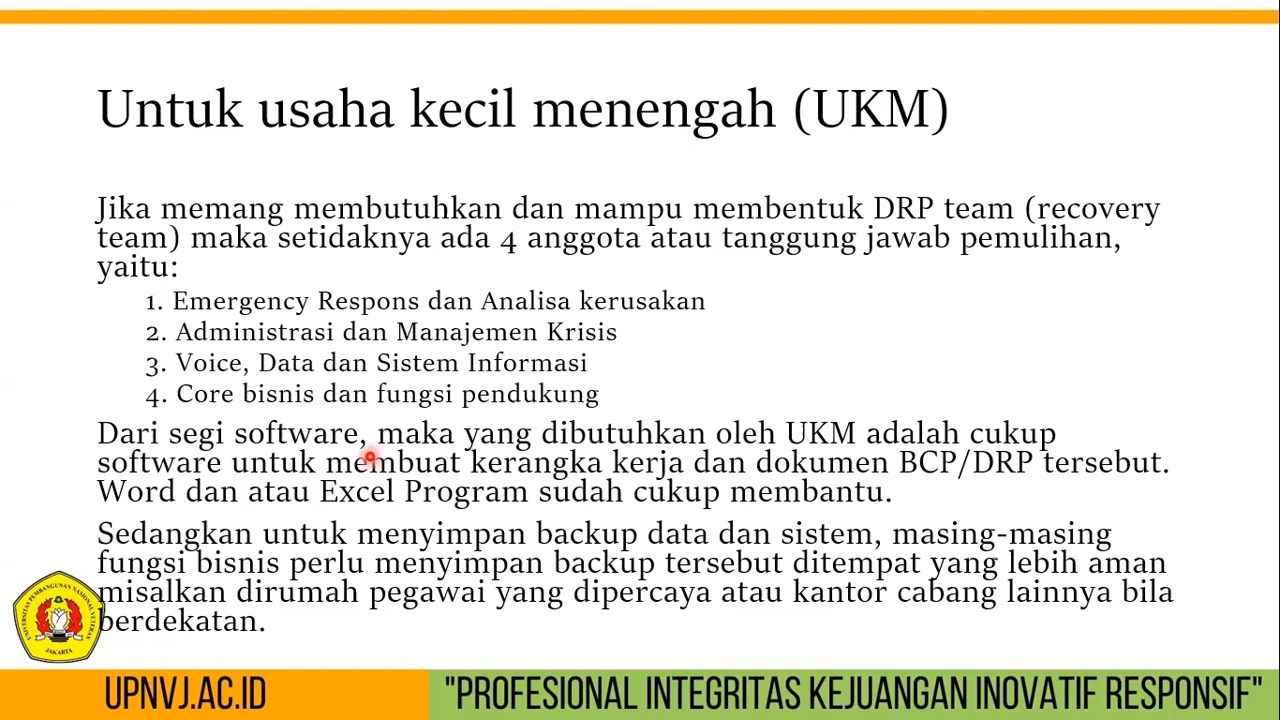 Untuk usaha kecil menengah (UKM)
Jika memang membutuhkan dan mampu membentuk DRP team (recovery
team) maka setidaknya ada 4 anggota atau tanggung jawab pemulihan,
yaitu:
1. Emergency Respons dan Analisa kerusakan
2. Administrasi dan Manajemen Krisis
3. Voice, Data dan Sistem Informasi
4. Core bisnis dan fungsi pendukung
Dari segi software, maka yang dibutuhkan oleh UKM adalah cukup
software untuk membuat kerangka kerja dan dokumen BCP/DRP tersebut.
Word dan atau Excel Program sudah cukup membantu.
Sedangkan untuk menyimpan backup data dan sistem, masing-masing
fungsi bisnis perlu menyimpan backup tersebut ditempat yang lebih aman
misalkan dirumah pegawai yang dipercaya atau kantor cabang lainnya bila
berdekatan.
UNIVERSITAS PEMBANGUNAN NASIONAL VETERAN
JAKARTA
UPNVJ.AC.ID
"PROFESIONAL INTEGRITAS KEJUANGAN INOVATIF RESPONSIF"